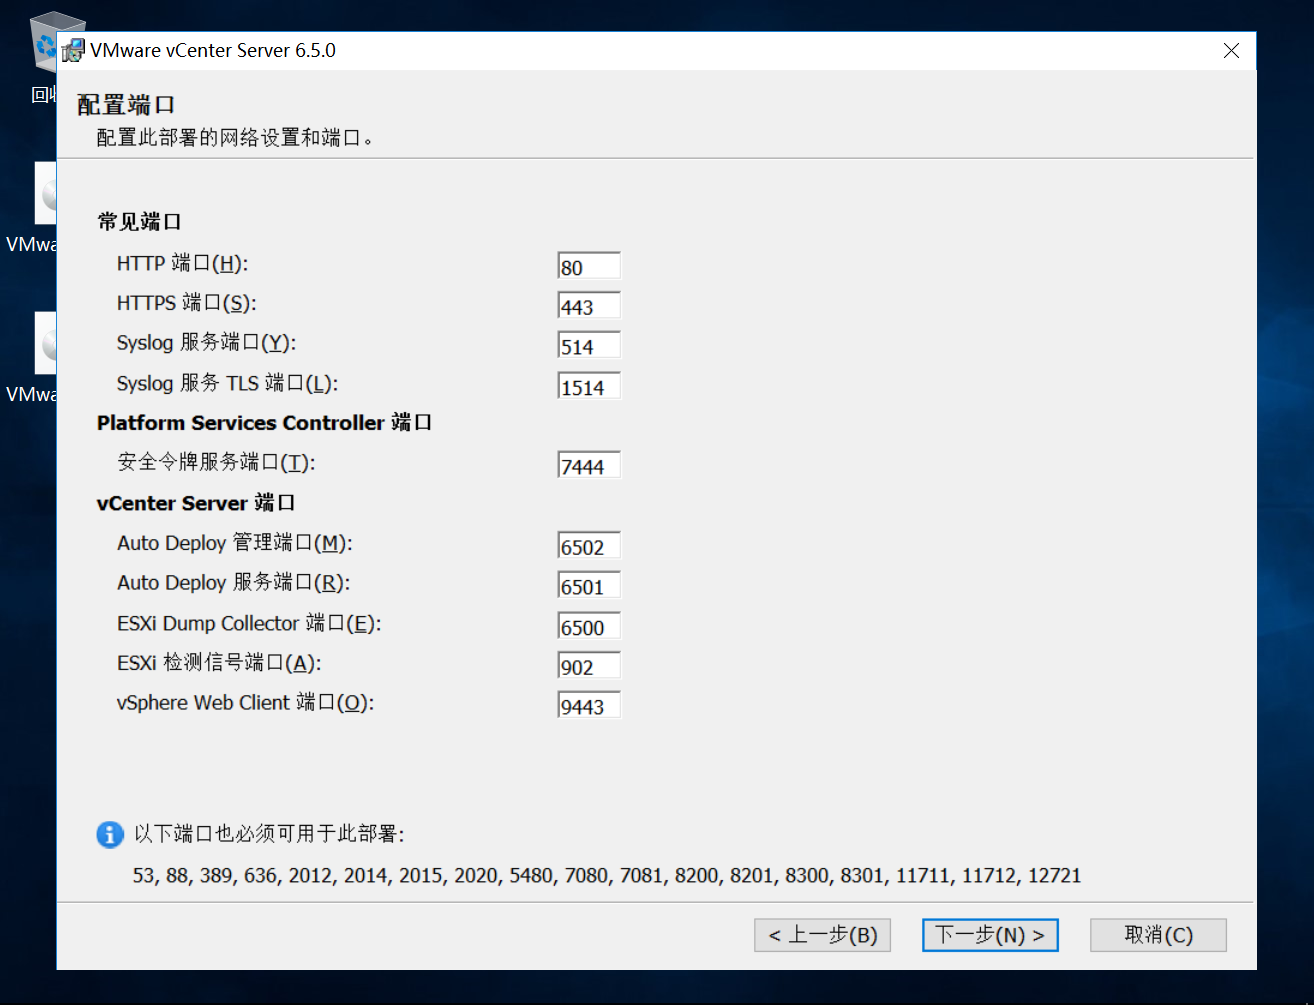 VMware vCenter Server 6.5.0
回收
配置端口
配置此部署的网络设置和端口。
VMwa
VMwa
常见端口
HTTP 端口(H): 80
HTTPS 端口(S): 443
Syslog 服务端口(Y): 514
Syslog 服务 TLS 端口(L): 1514
Platform Services Controller 端口
安全令牌服务端口(T): 7444
vCenter Server 端口
Auto Deploy 管理端口(M): 6502
Auto Deploy 服务端口(R): 6501
ESXi Dump Collector 端口(E): 6500
ESXi 检测信号端口(A): 902
vSphere Web Client 端口(O): 9443
以下端口也必须可用于此部署:
53, 88, 389, 636, 2012, 2014, 2015, 2020, 5480, 7080, 7081, 8200, 8201, 8300, 8301, 11711, 11712, 12721
< 上一步(B) 下一步(N) > 取消(C)